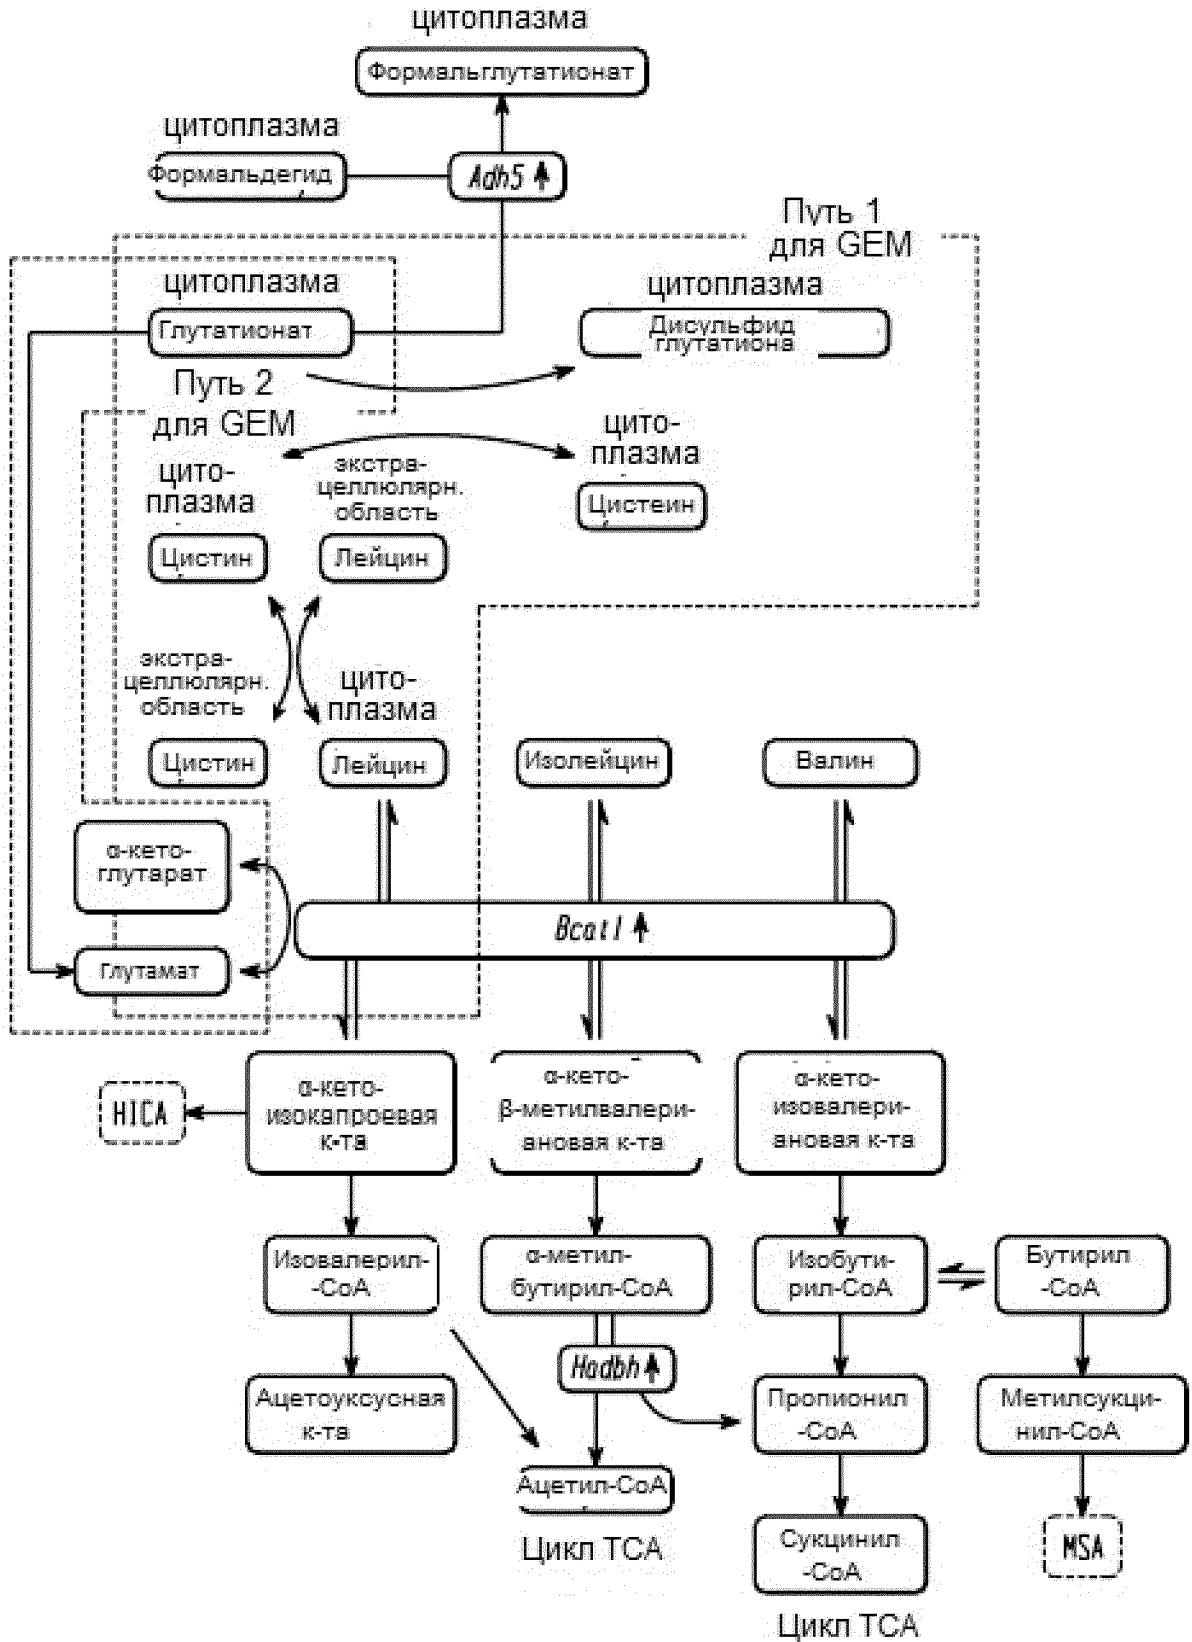 цитоплазма
Формальглутатионат
цитоплазма
Формальдегид
Adh5
Путь 1
для GEM
цитоплазма
Глутатионат
цитоплазма
Дисульфид
глутатиона
Путь 2
для GEM
цито-
плазма
Цистеин
цито-
плазма
Цистин
экстра-
целлюлярн.
область
Лейцин
экстра-
целлюлярн.
область
Цистин
цито-
плазма
Лейцин
Изолейцин
Валин
α-кето-
глутарат
Глутамат
Bcat1
HICA
α-кето-
изокапроевая
к-та
α-кето-
β-метилвалери-
ановая к-та
α-кето-
изовалери-
ановая к-та
Изовалерил-
-CoA
α-метил-
бутирил-CoA
Изобути-
рил-CoA
Бутирил
-CoA
Hadbh
Ацетоуксусная
к-та
Пропионил
-CoA
Метилсукци-
нил-CoA
Ацетил-CoA
Цикл TCA
Сукцинил
-CoA
MSA
Цикл TCA